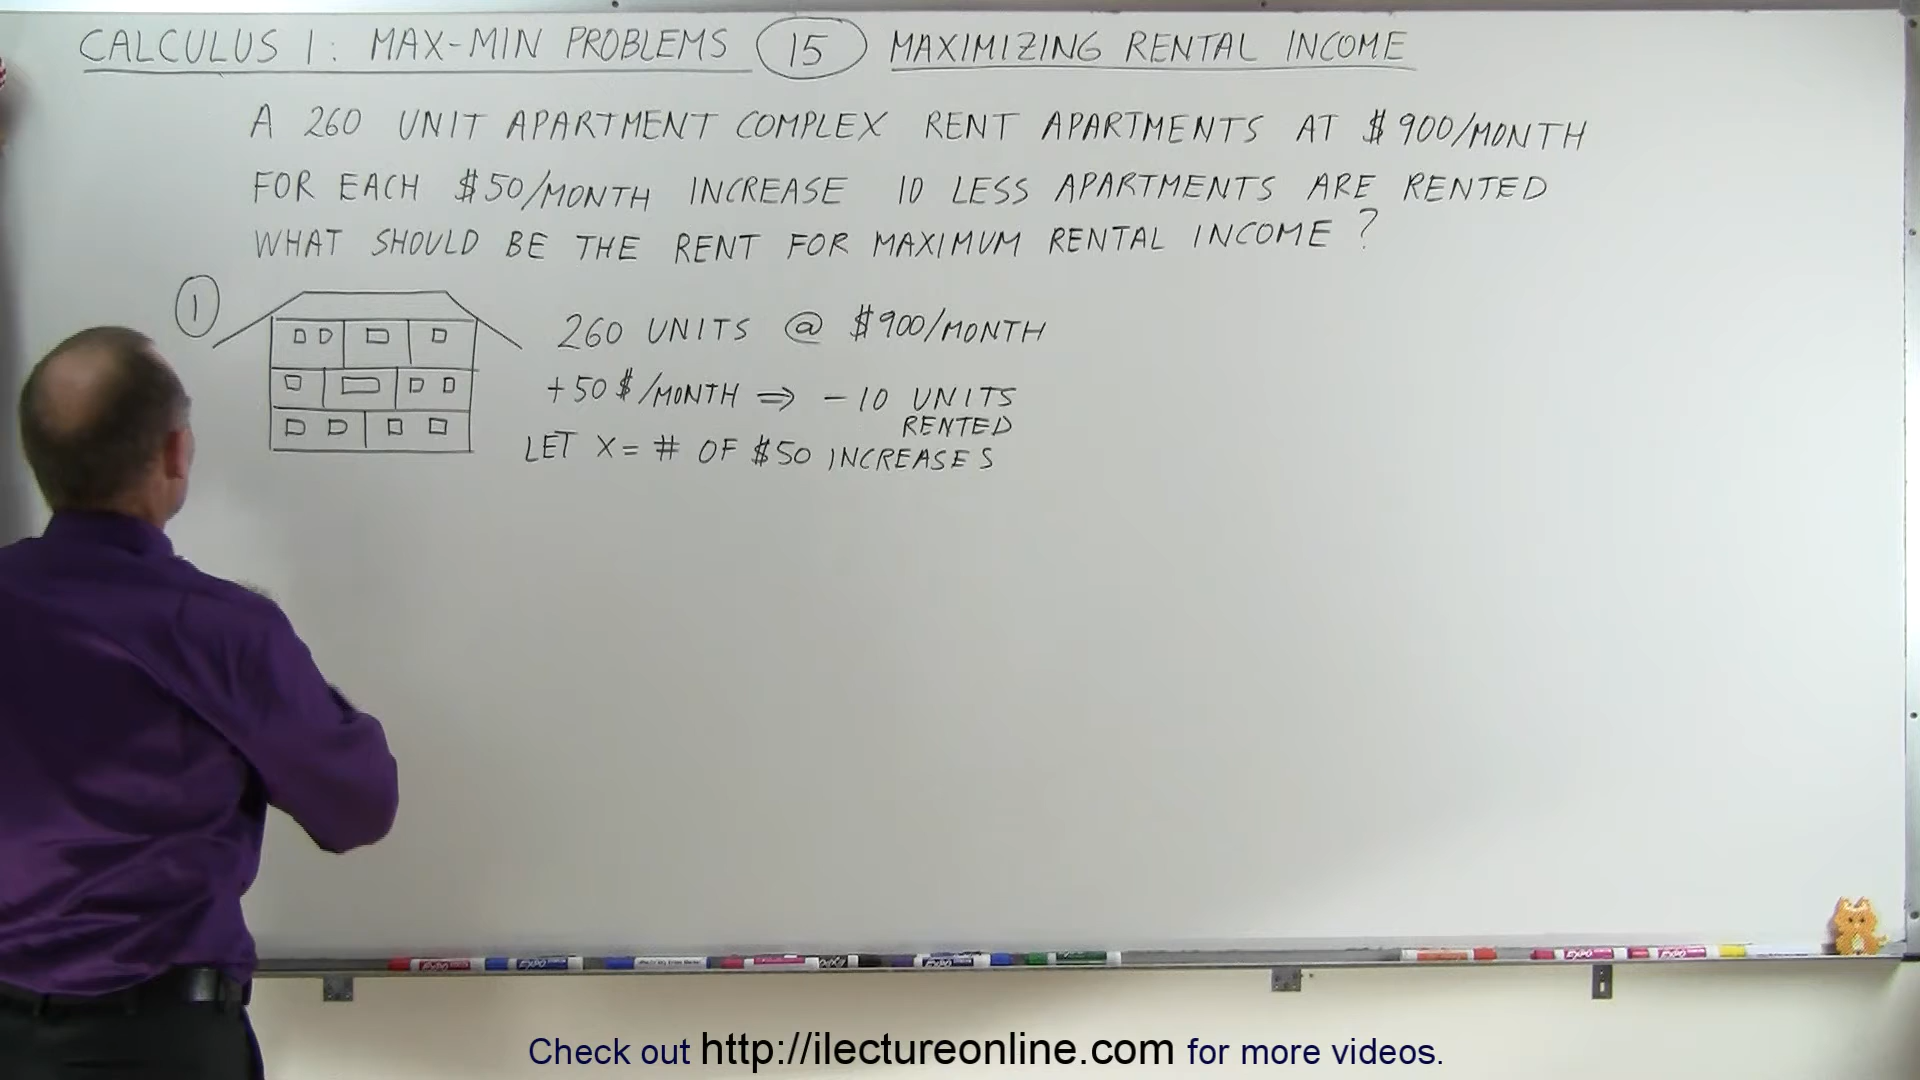 CALCULUS 1: MAX-MIN PROBLEMS 15 MAXIMIZING RENTAL INCOME
A 260 UNIT APARTMENT COMPLEX RENT APARTMENTS AT $900/MONTH
FOR EACH $50/MONTH INCREASE 10 LESS APARTMENTS ARE RENTED
WHAT SHOULD BE THE RENT FOR MAXIMUM RENTAL INCOME?
1
260 UNITS @ $900/MONTH
+50$/MONTH ⇒ -10 UNITS
RENTED
LET X = # OF $50 INCREASES
Check out http://ilectureonline.com for more videos.